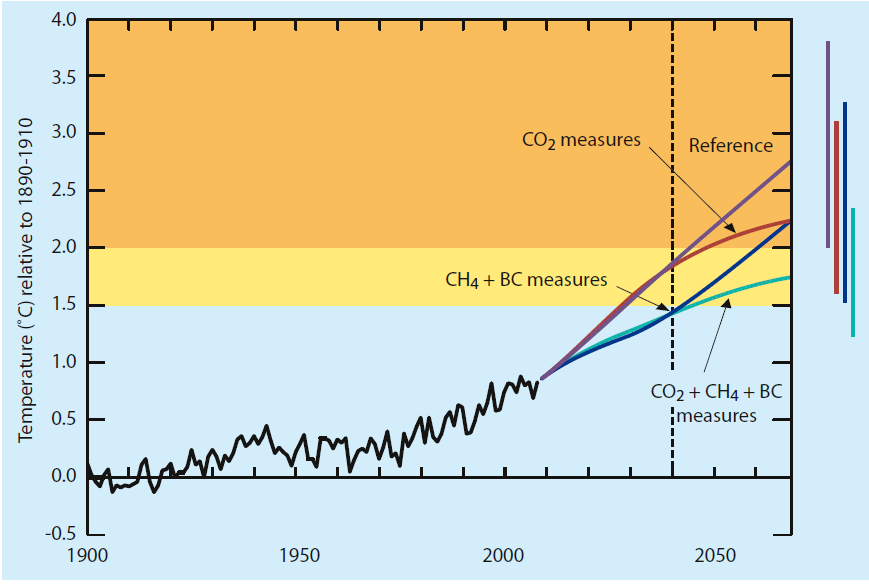 4.0
3.5
3.0
2.5
2.0
1.5
1.0
0.5
0.0
-0.5
Temperature (˚C) relative to 1890-1910
CO2 measures
Reference
CH4 + BC measures
CO2 + CH4 + BC
measures
1900
1950
2000
2050